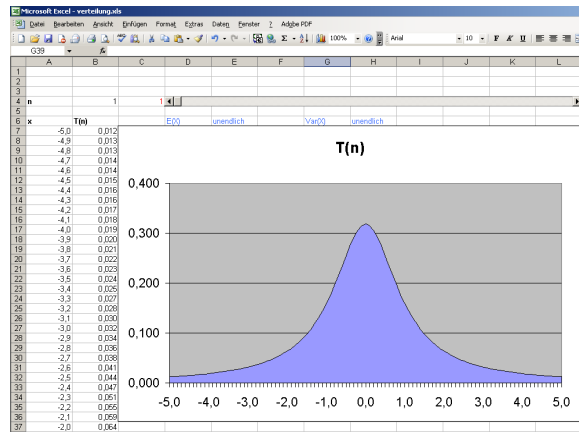 Microsoft Excel - verteilung.xls
Datei Bearbeiten Ansicht Einfügen Format Extras Daten Fenster ? Adobe PDF
100% Arial 10 F K U
G39 fx
A B C D E F G H I J K L
1
2
3
4 n 1 1
5
6 x T(n) E(X) unendlich Var(X) unendlich
7 -5,0 0,012
8 -4,9 0,013
9 -4,8 0,013
10 -4,7 0,014
11 -4,6 0,014
12 -4,5 0,015
13 -4,4 0,016
14 -4,3 0,016
15 -4,2 0,017
16 -4,1 0,018
17 -4,0 0,019
18 -3,9 0,020
19 -3,8 0,021
20 -3,7 0,022
21 -3,6 0,023
22 -3,5 0,024
23 -3,4 0,025
24 -3,3 0,027
25 -3,2 0,028
26 -3,1 0,030
27 -3,0 0,032
28 -2,9 0,034
29 -2,8 0,036
30 -2,7 0,038
31 -2,6 0,041
32 -2,5 0,044
33 -2,4 0,047
34 -2,3 0,051
35 -2,2 0,055
36 -2,1 0,059
37 -2,0 0,064
T(n)
0,400
0,300
0,200
0,100
0,000
-5,0 -4,0 -3,0 -2,0 -1,0 0,0 1,0 2,0 3,0 4,0 5,0